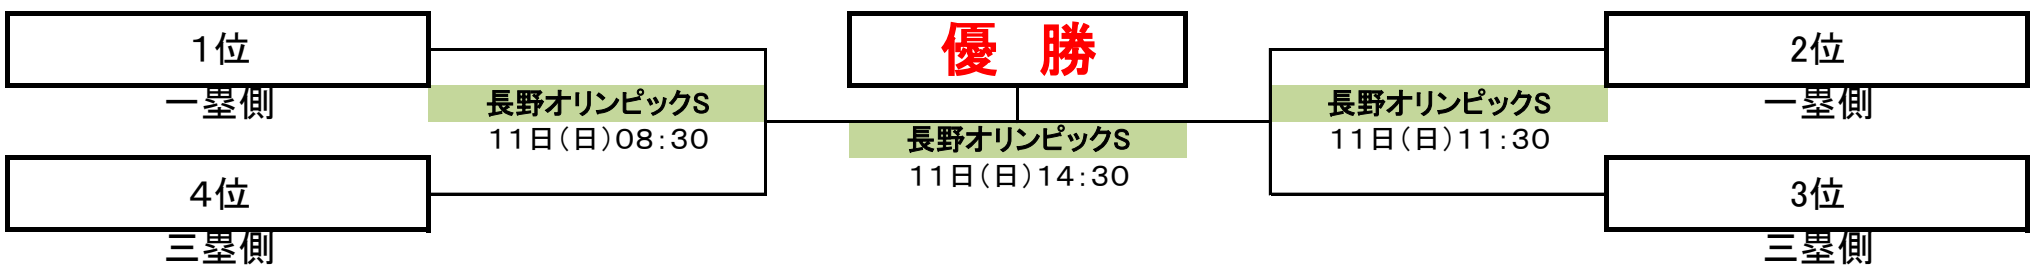 1位
一塁側
長野オリンピックS
11日(日)08:30
4位
三塁側
優 勝
長野オリンピックS
11日(日)14:30
2位
一塁側
長野オリンピックS
11日(日)11:30
3位
三塁側